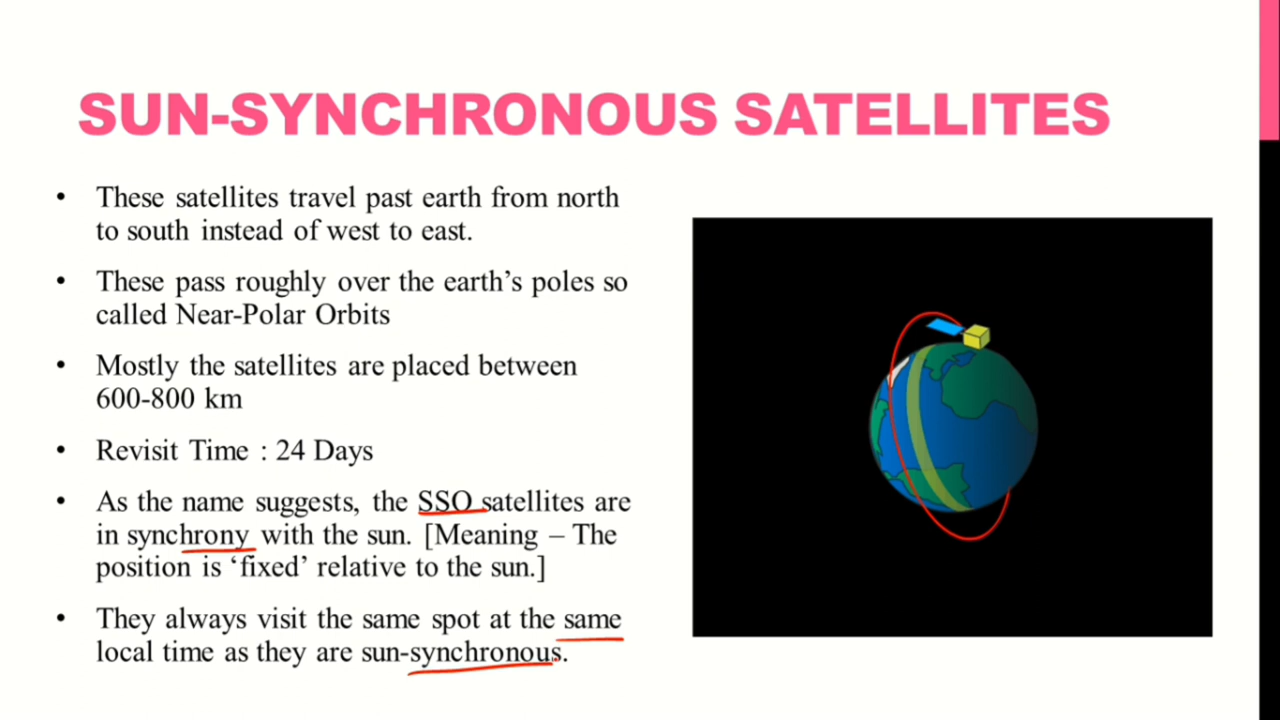 SUN-SYNCHRONOUS SATELLITES
• These satellites travel past earth from north
to south instead of west to east.
• These pass roughly over the earth’s poles so
called Near-Polar Orbits
• Mostly the satellites are placed between
600-800 km
• Revisit Time : 24 Days
• As the name suggests, the SSO satellites are
in synchrony with the sun. [Meaning – The
position is ‘fixed’ relative to the sun.]
• They always visit the same spot at the same
local time as they are sun-synchronous.